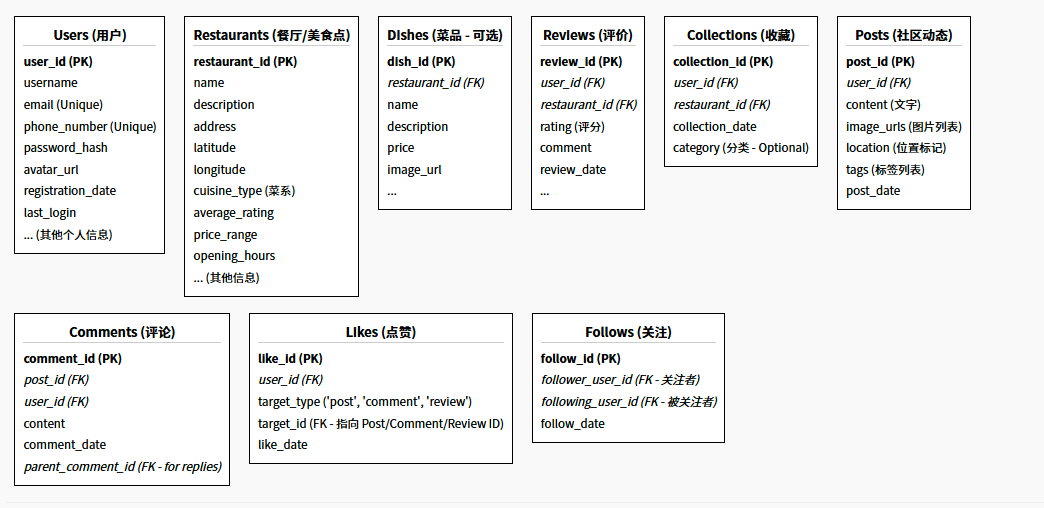 Users (用户)
user_id (PK)
username
email (Unique)
phone_number (Unique)
password_hash
avatar_url
registration_date
last_login
... (其他个人信息)
Restaurants (餐厅/美食点)
restaurant_id (PK)
name
description
address
latitude
longitude
cuisine_type (菜系)
average_rating
price_range
opening_hours
... (其他信息)
Dishes (菜品 - 可选)
dish_id (PK)
restaurant_id (FK)
name
description
price
image_url
...
Reviews (评价)
review_id (PK)
user_id (FK)
restaurant_id (FK)
rating (评分)
comment
review_date
...
Collections (收藏)
collection_id (PK)
user_id (FK)
restaurant_id (FK)
collection_date
category (分类 - Optional)
Posts (社区动态)
post_id (PK)
user_id (FK)
content (文字)
image_urls (图片列表)
location (位置标记)
tags (标签列表)
post_date
Comments (评论)
comment_id (PK)
post_id (FK)
user_id (FK)
content
comment_date
parent_comment_id (FK - for replies)
Likes (点赞)
like_id (PK)
user_id (FK)
target_type ('post', 'comment', 'review')
target_id (FK - 指向 Post/Comment/Review ID)
like_date
Follows (关注)
follow_id (PK)
follower_user_id (FK - 关注者)
following_user_id (FK - 被关注者)
follow_date